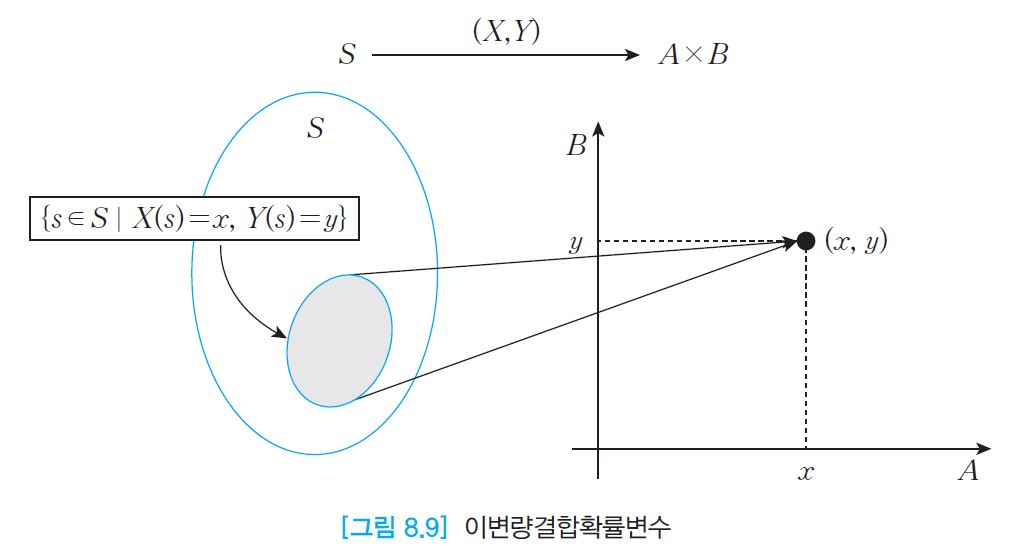 (X, Y)
S
A×B
S
B
{s∈S | X(s)=x, Y(s)=y}
y
(x, y)
x
A
[그림 8.9] 이변량결합확률변수